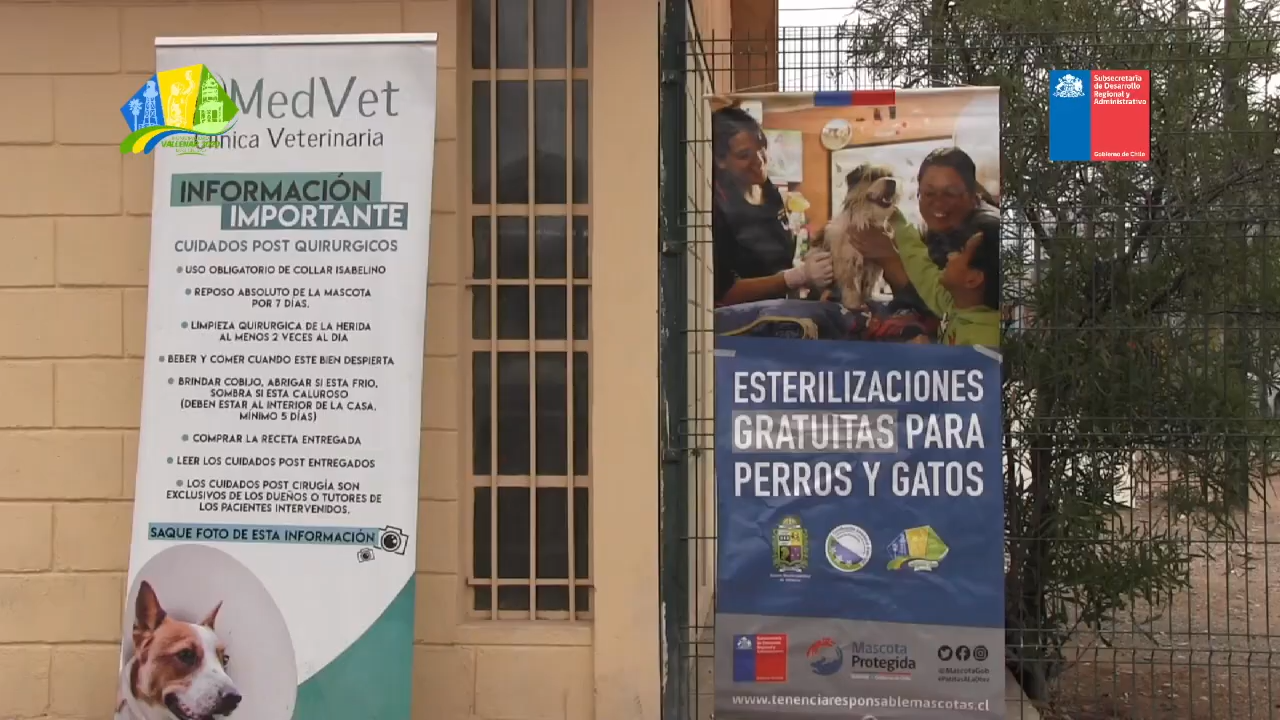 MedVet
Clínica Veterinaria
INFORMACIÓN
IMPORTANTE
CUIDADOS POST QUIRURGICOS
USO OBLIGATORIO DE COLLAR ISABELINO
REPOSO ABSOLUTO DE LA MASCOTA
POR 7 DÍAS.
LIMPIEZA QUIRURGICA DE LA HERIDA
AL MENOS 2 VECES AL DIA
BEBER Y COMER CUANDO ESTE BIEN DESPIERTA
BRINDAR COBIJO, ABRIGAR SI ESTA FRIO,
SOMBRA SI ESTA CALUROSO
(DEBEN ESTAR AL INTERIOR DE LA CASA,
MÍNIMO 5 DÍAS)
COMPRAR LA RECETA ENTREGADA
LEER LOS CUIDADOS POST ENTREGADOS
LOS CUIDADOS POST CIRUGÍA SON
EXCLUSIVOS DE LOS DUEÑOS O TUTORES DE
LOS PACIENTES INTERVENIDOS.
SAQUE FOTO DE ESTA INFORMACIÓN
VALLENAR
ESTERILIZACIONES
GRATUITAS PARA
PERROS Y GATOS
Mascota
Protegida
@MascotaGob
#PatitasALaObra
www.tenenciaresponsablemascotas.cl
Subsecretaría
de Desarrollo
Regional y
Administrativo
Gobierno de Chile